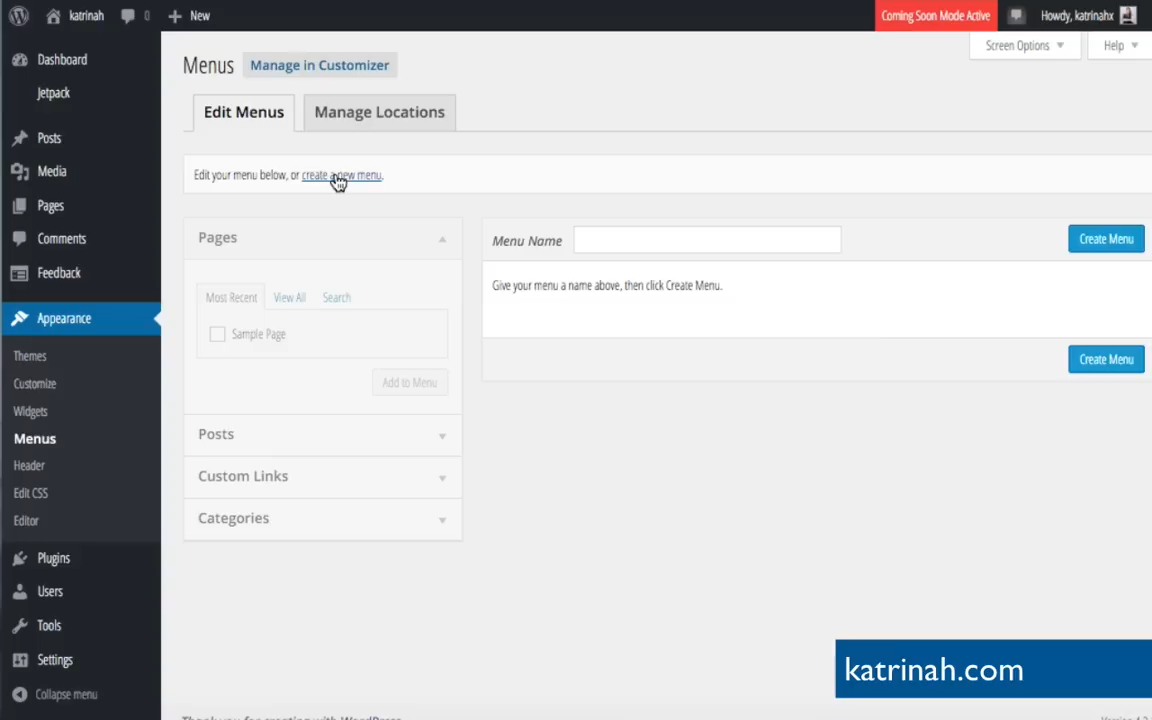 katrinah
0
New
Coming Soon Mode Active
Howdy, katrinahx
Screen Options
Help
Dashboard
Jetpack
Posts
Media
Pages
Comments
Feedback
Appearance
Themes
Customize
Widgets
Menus
Header
Edit CSS
Editor
Plugins
Users
Tools
Settings
Collapse menu
Menus
Manage in Customizer
Edit Menus
Manage Locations
Edit your menu below, or create a new menu.
Pages
Most Recent
View All
Search
Sample Page
Add to Menu
Posts
Custom Links
Categories
Menu Name
Create Menu
Give your menu a name above, then click Create Menu.
Create Menu
katrinah.com
Thank you for creating with WordPress